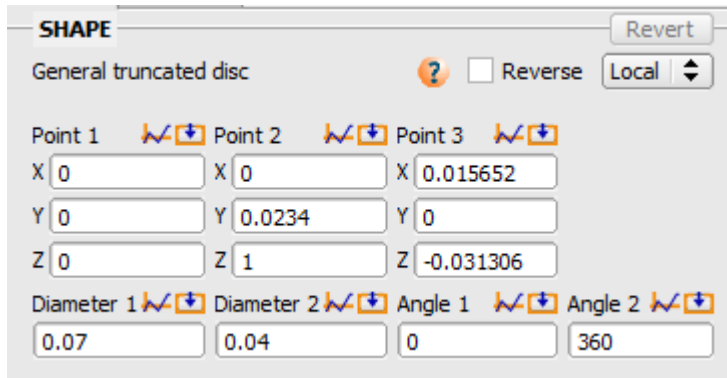 SHAPE Revert
General truncated disc ? Reverse Local
Point 1 Point 2 Point 3
X 0 X 0 X 0.015652
Y 0 Y 0.0234 Y 0
Z 0 Z 1 Z -0.031306
Diameter 1 Diameter 2 Angle 1 Angle 2
0.07 0.04 0 360